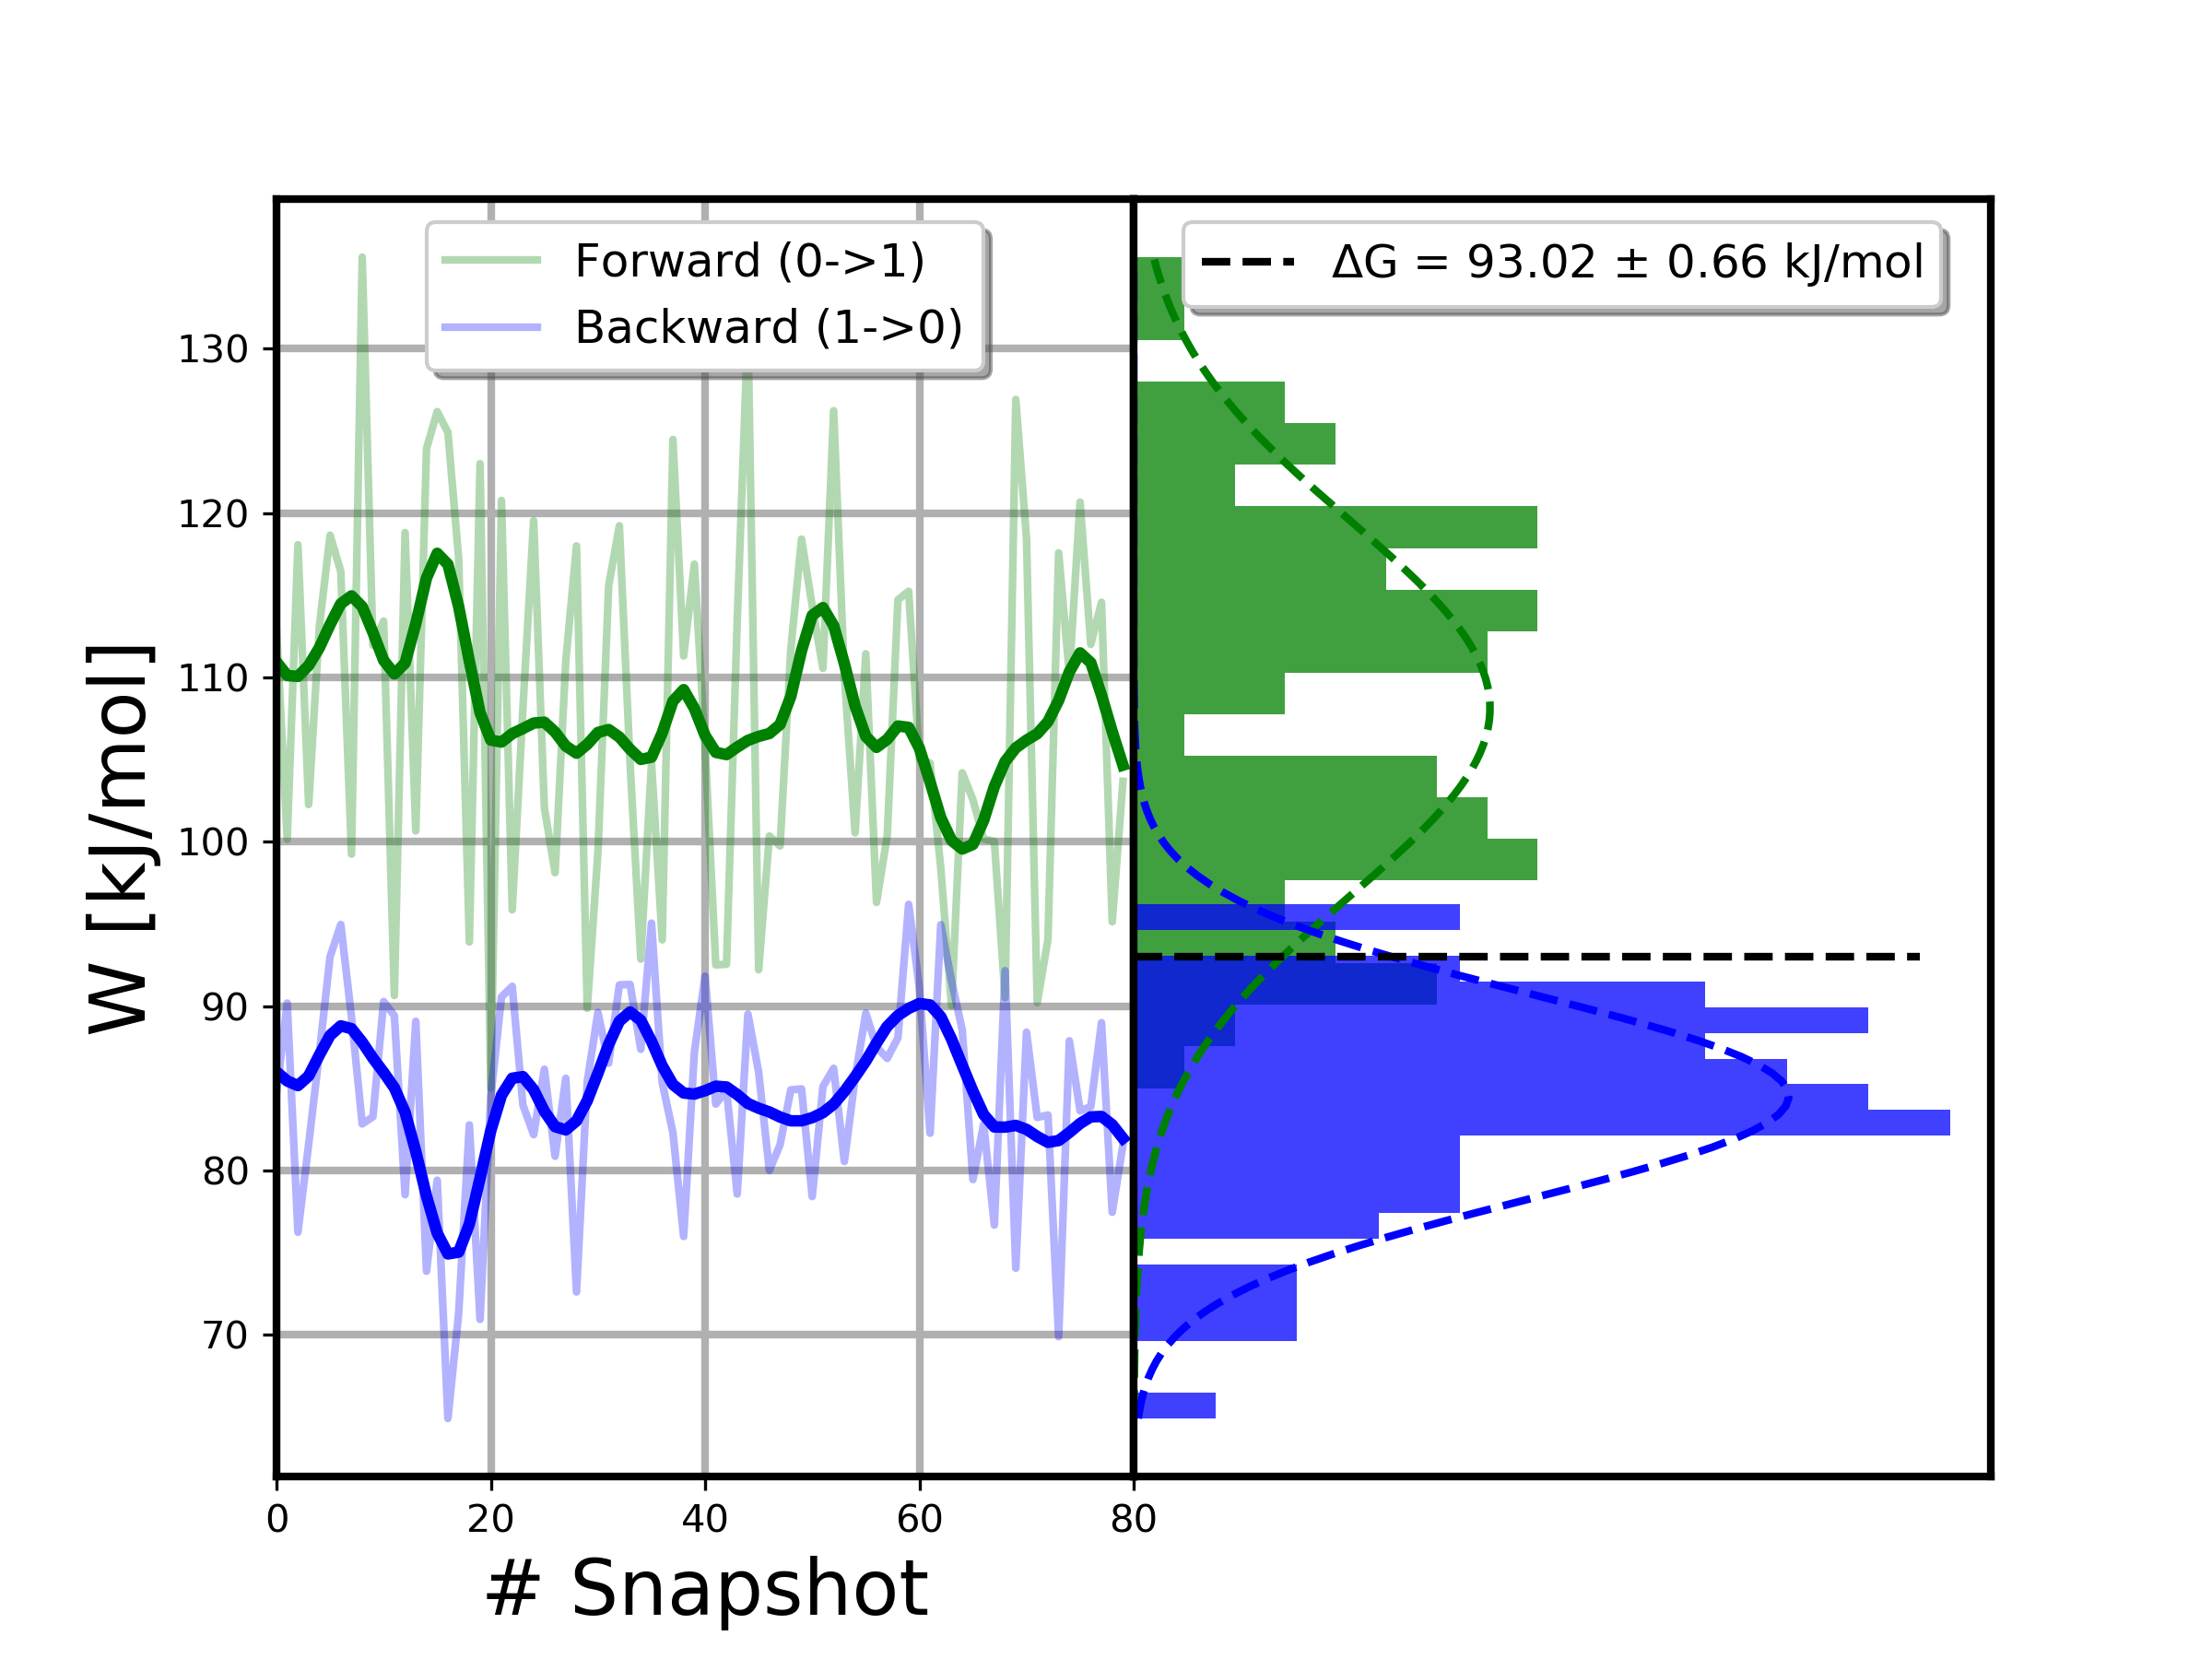 Forward (0->1)
Backward (1->0)
ΔG = 93.02 ± 0.66 kJ/mol
W [kJ/mol]
130
120
110
100
90
80
70
0 20 40 60 80
# Snapshot